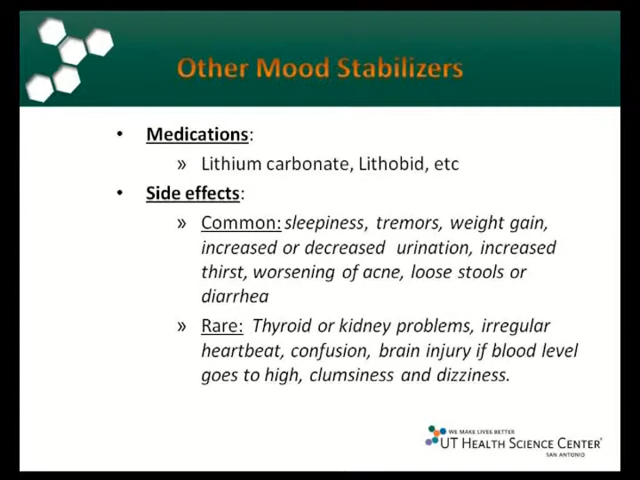 Other Mood Stabilizers
• Medications:
» Lithium carbonate, Lithobid, etc
• Side effects:
» Common: sleepiness, tremors, weight gain,
increased or decreased urination, increased
thirst, worsening of acne, loose stools or
diarrhea
» Rare: Thyroid or kidney problems, irregular
heartbeat, confusion, brain injury if blood level
goes to high, clumsiness and dizziness.
WE MAKE LIVES BETTER
UT HEALTH SCIENCE CENTER
SAN ANTONIO